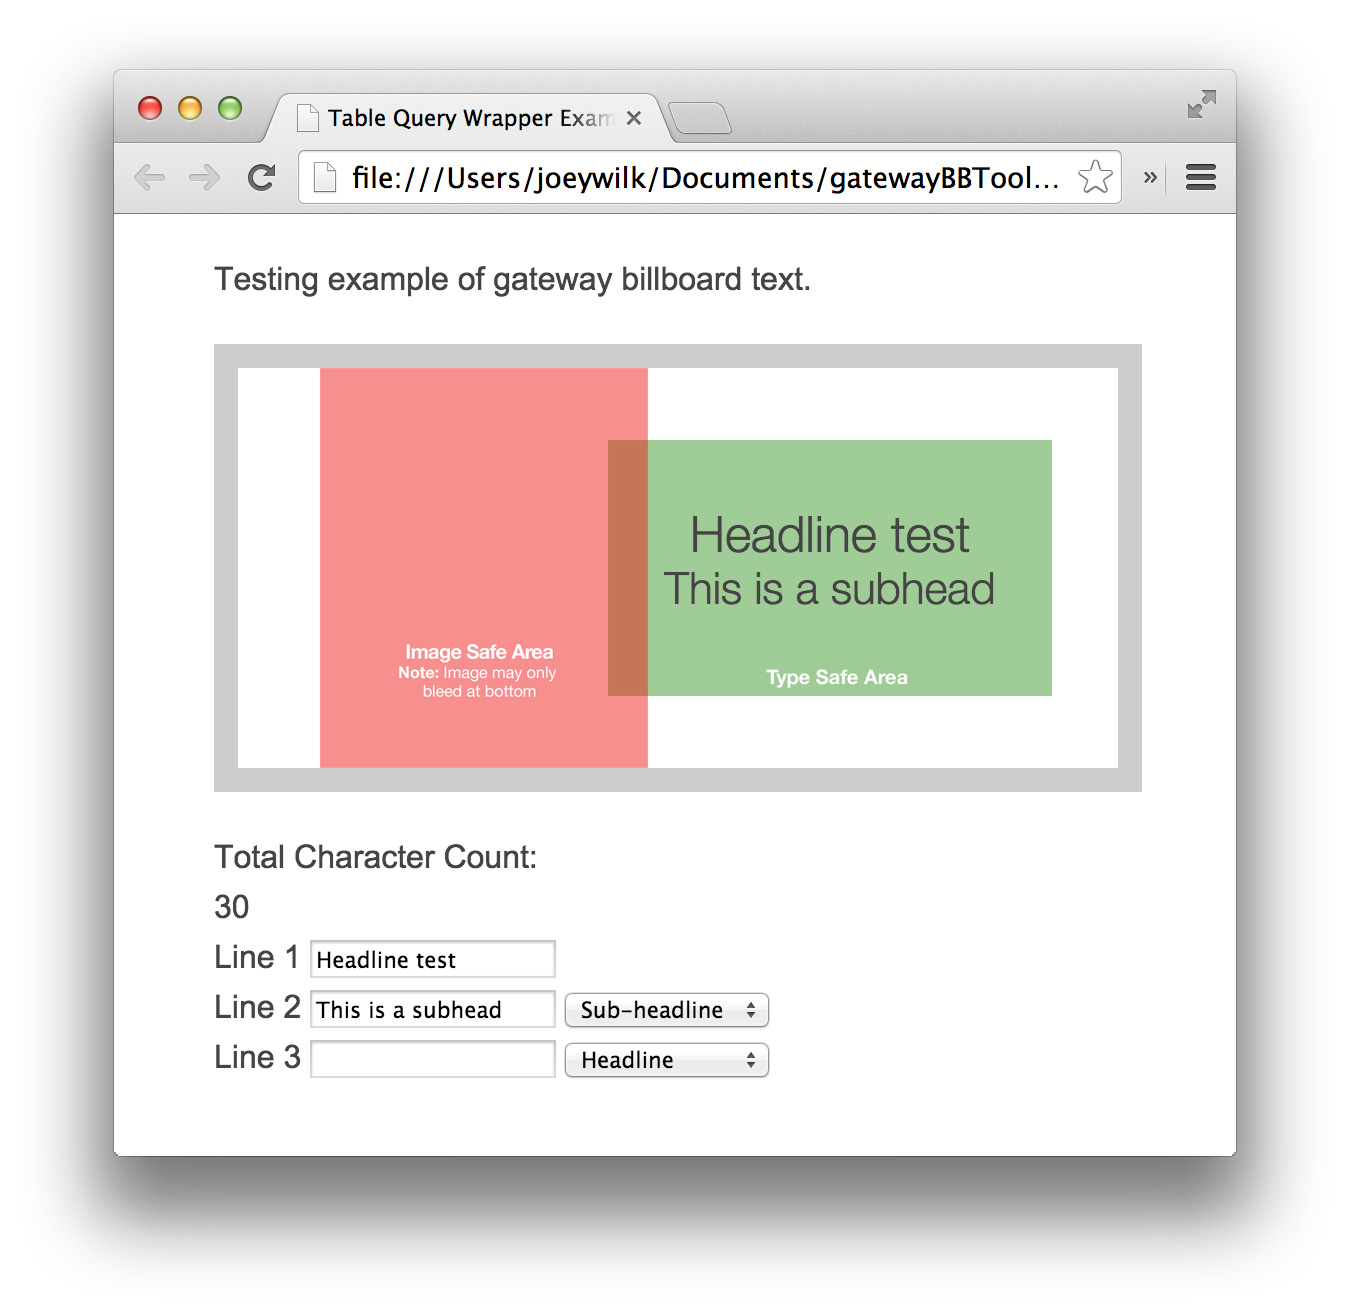 Table Query Wrapper Exam
file:///Users/joeywilk/Documents/gatewayBBTool...
Testing example of gateway billboard text.
Headline test
This is a subhead
Image Safe Area
Note: Image may only
bleed at bottom
Type Safe Area
Total Character Count:
30
Line 1 Headline test
Line 2 This is a subhead Sub-headline
Line 3 Headline